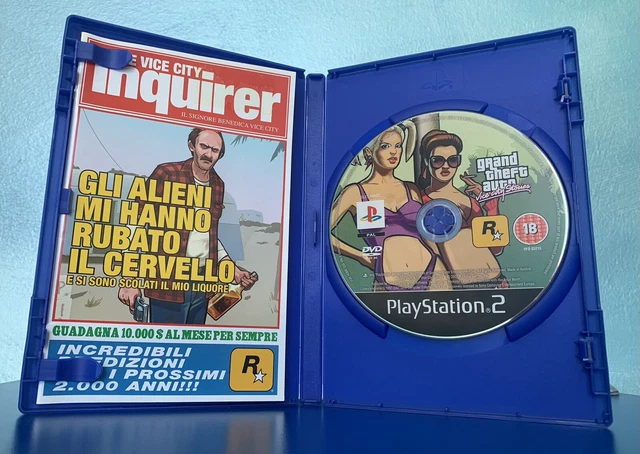 E VICE CITY
inquirer
IL SIGNORE BENEDICA VICE CITY
GLI ALIENI
MI HANNO
RUBATO
IL CERVELLO
E SI SONO SCOLATI IL MIO LIQUORE
GUADAGNA 10.000 $ AL MESE PER SEMPRE
INCREDIBILI
EDIZIONI
I PROSSIMI
2.000 ANNI!!!
R
grand
theft
auto
Vice City Stories
PAL
DVD
R
18
PlayStation 2